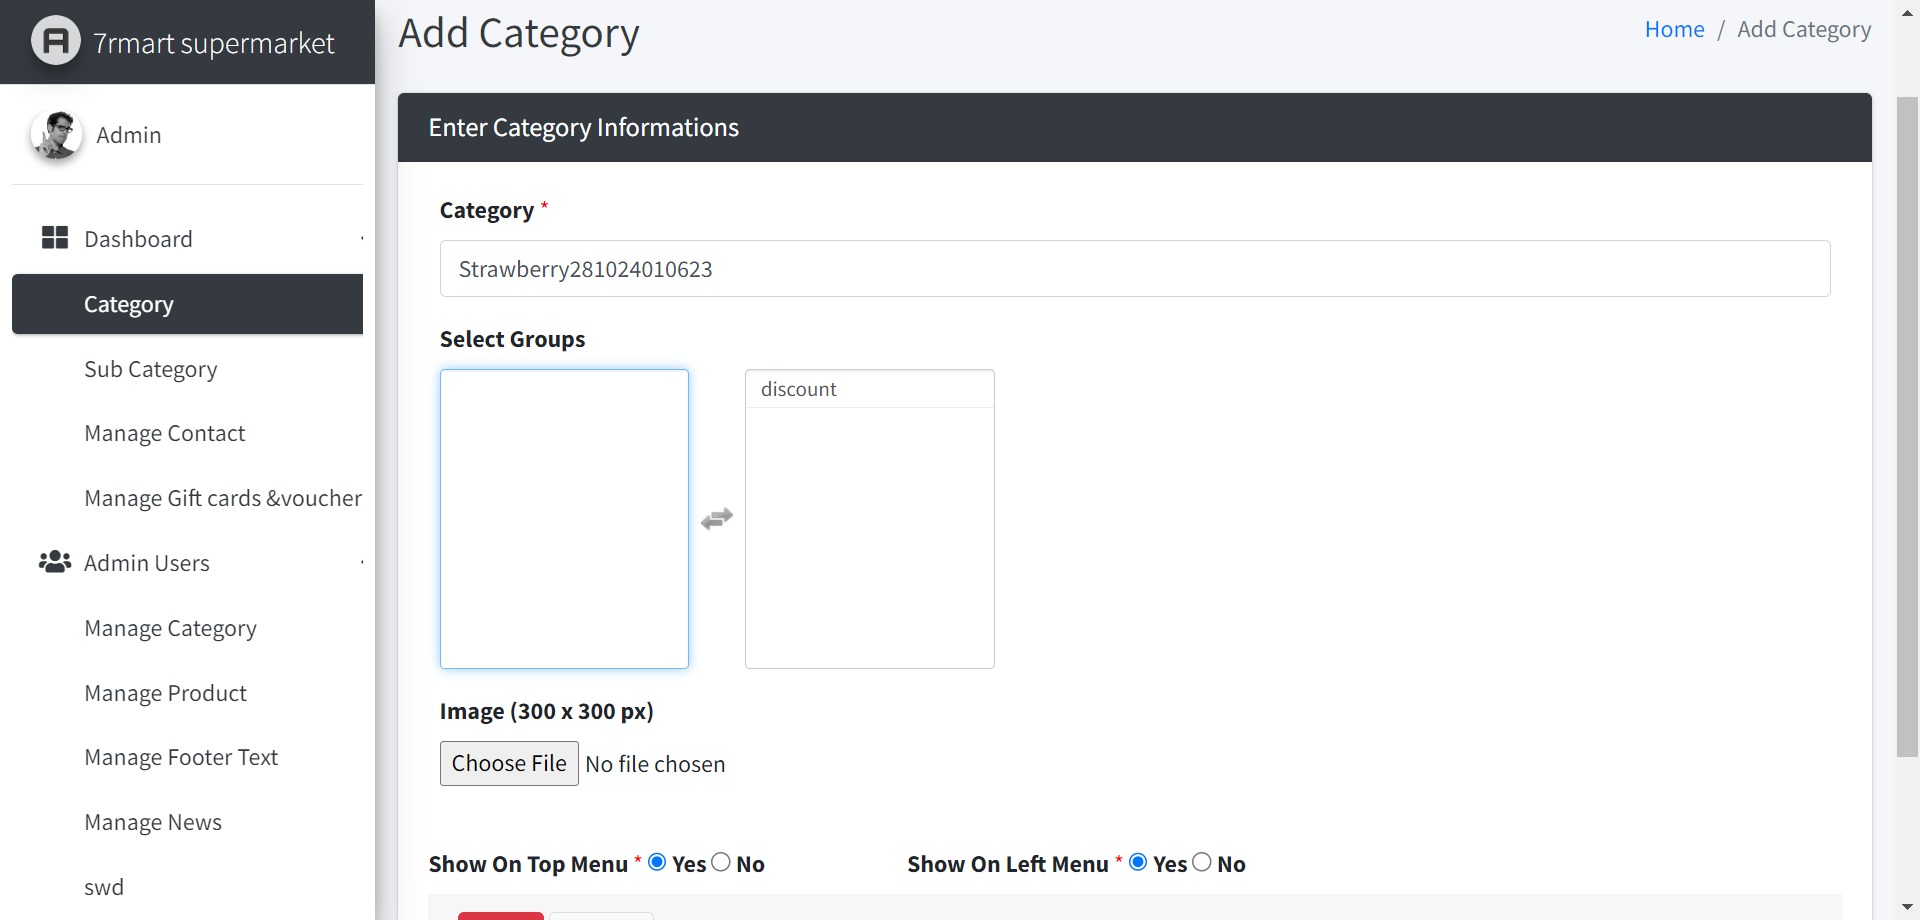 7rmart supermarket
Admin
Dashboard
Category
Sub Category
Manage Contact
Manage Gift cards &voucher
Admin Users
Manage Category
Manage Product
Manage Footer Text
Manage News
swd
Add Category
Home / Add Category
Enter Category Informations
Category *
Strawberry281024010623
Select Groups
discount
Image (300 x 300 px)
Choose File No file chosen
Show On Top Menu * Yes No
Show On Left Menu * Yes No